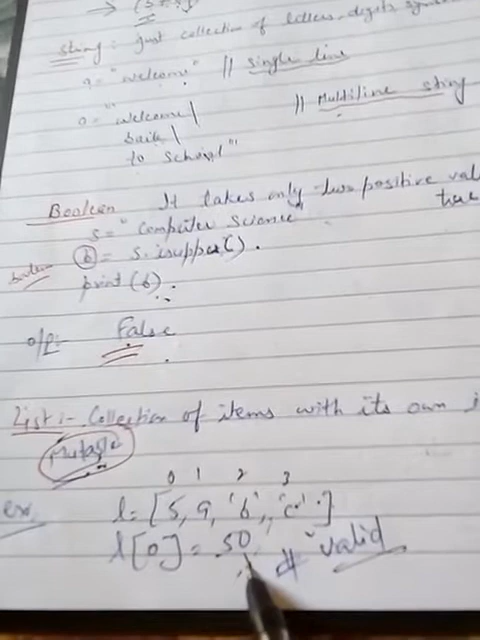 String : just collection of letters, digits
a = "welcome" // single line
a = "welcome\ // Multiline string
back\
to school"
Boolean It takes only two positive val
s = "computer science" true
boolean b = s.isupper().
print(b).
o/p:- False
List :- Collection of items with its own i
Mutable
0 1 2 3
ex. l = [5, 9, 'b', 'c']
l[0] = 50 # valid